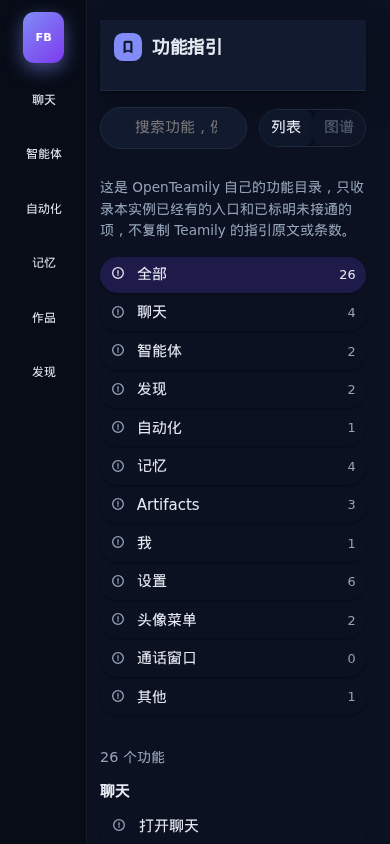 FB
聊天
智能体
自动化
记忆
作品
发现
功能指引
搜索功能，
列表
图谱
这是 OpenTeamily 自己的功能目录，只收
录本实例已经有的入口和已标明未接通的
项，不复制 Teamily 的指引原文或条数。
全部 26
聊天 4
智能体 2
发现 2
自动化 1
记忆 4
Artifacts 3
我 1
设置 6
头像菜单 2
通话窗口 0
其他 1
26 个功能
聊天
打开聊天